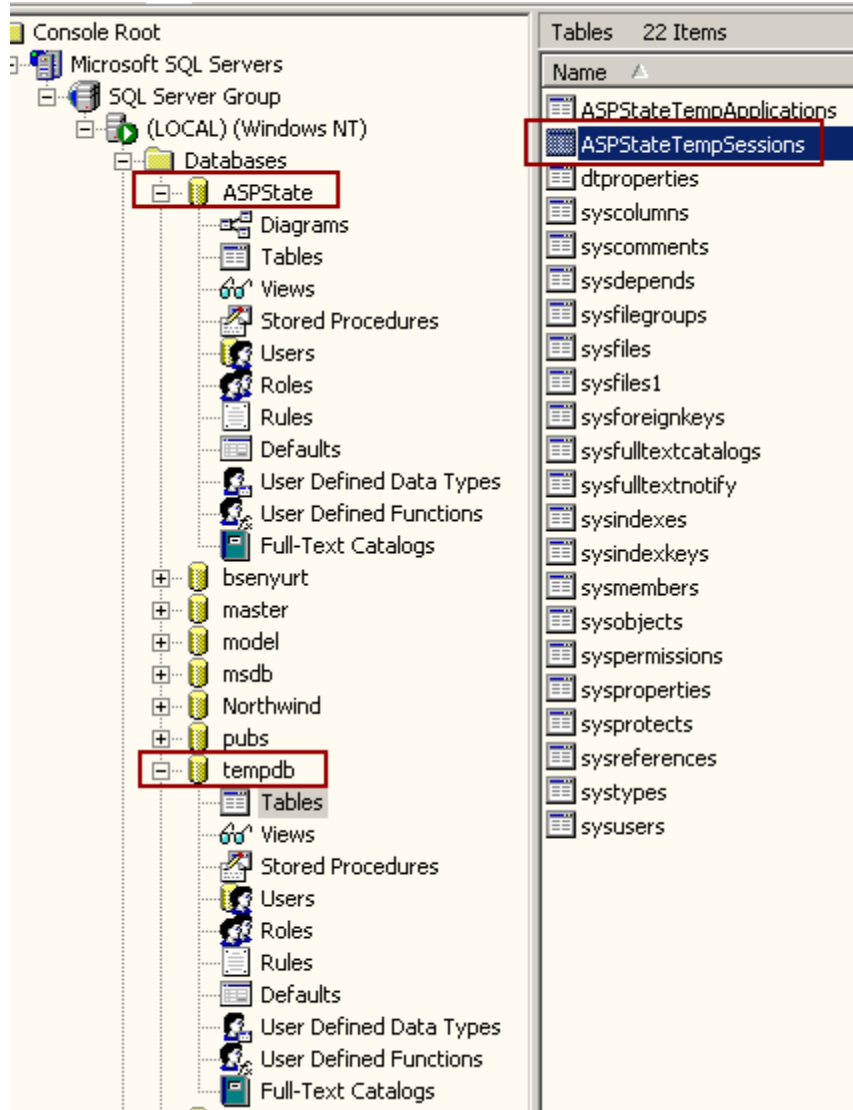 Console Root
Microsoft SQL Servers
SQL Server Group
(LOCAL) (Windows NT)
Databases
ASPState
Diagrams
Tables
Views
Stored Procedures
Users
Roles
Rules
Defaults
User Defined Data Types
User Defined Functions
Full-Text Catalogs
bsenyurt
master
model
msdb
Northwind
pubs
tempdb
Tables
Views
Stored Procedures
Users
Roles
Rules
Defaults
User Defined Data Types
User Defined Functions
Full-Text Catalogs
Tables 22 Items
Name
ASPStateTempApplications
ASPStateTempSessions
dtproperties
syscolumns
syscomments
sysdepends
sysfilegroups
sysfiles
sysfiles1
sysforeignkeys
sysfulltextcatalogs
sysfulltextnotify
sysindexes
sysindexkeys
sysmembers
sysobjects
syspermissions
sysproperties
sysprotects
sysreferences
systypes
sysusers